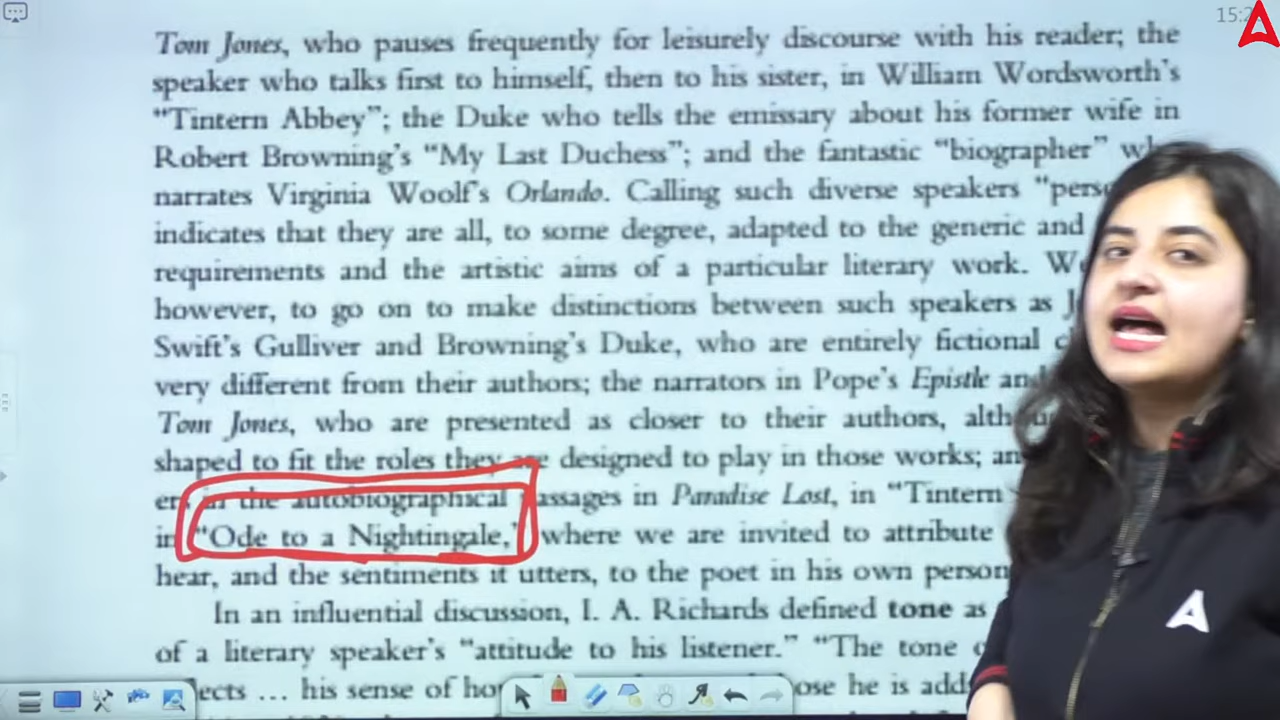 15:2
Tom Jones, who pauses frequently for leisurely discourse with his reader; the
speaker who talks first to himself, then to his sister, in William Wordsworth's
“Tintern Abbey”; the Duke who tells the emissary about his former wife in
Robert Browning's “My Last Duchess”; and the fantastic “biographer”
narrates Virginia Woolf's Orlando. Calling such diverse speakers
indicates that they are all, to some degree, adapted to the generic and
requirements and the artistic aims of a particular literary work.
however, to go on to make distinctions between such speakers as
Swift's Gulliver and Browning's Duke, who are entirely fictional
very different from their authors; the narrators in Pope's Epistle and
Tom Jones, who are presented as closer to their authors,
shaped to fit the roles they are designed to play in those works;
in the autobiographical passages in Paradise Lost, in “Tintern
in “Ode to a Nightingale,” where we are invited to attribute
hear, and the sentiments it utters, to the poet in his own person
In an influential discussion, I. A. Richards defined tone as
of a literary speaker's “attitude to his listener.” “The tone
... his sense of he is